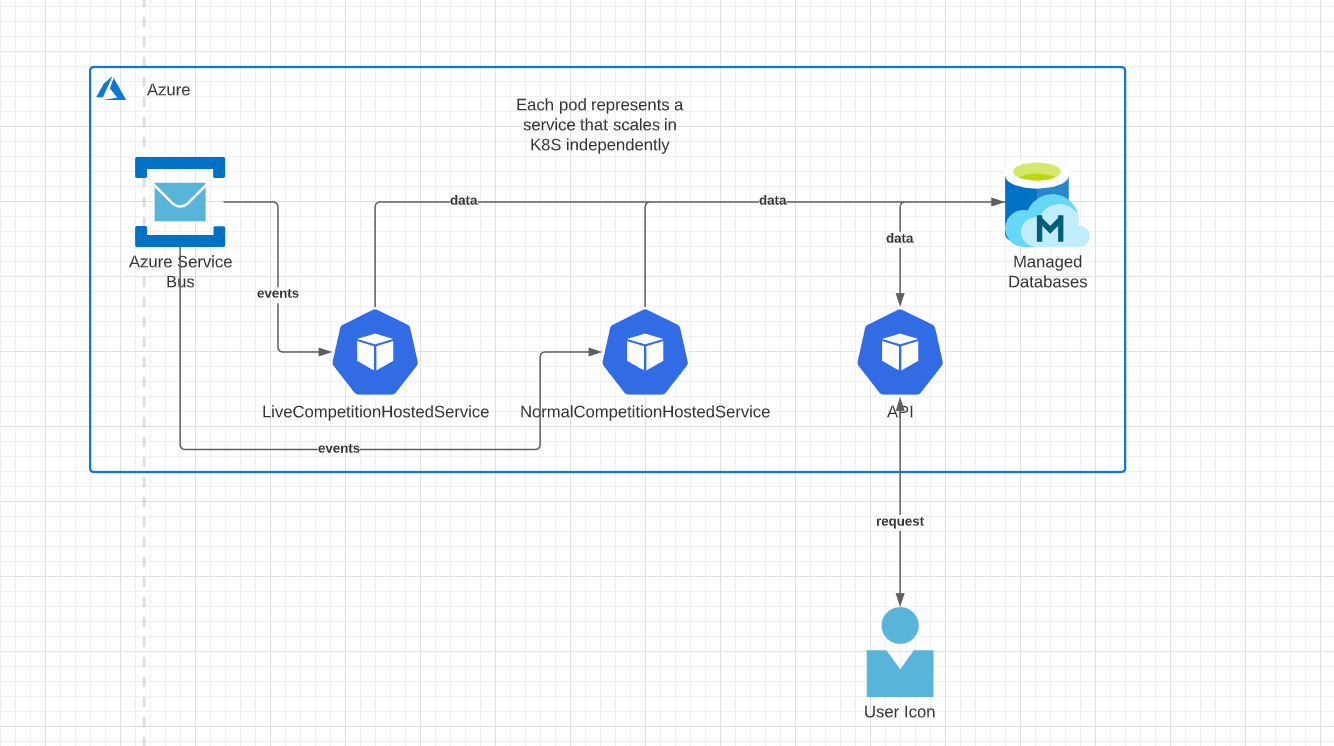 Azure
Each pod represents a
service that scales in
K8S independently
data
data
data
Azure Service
Bus
Managed
Databases
events
LiveCompetitionHostedService
NormalCompetitionHostedService
API
events
request
User Icon